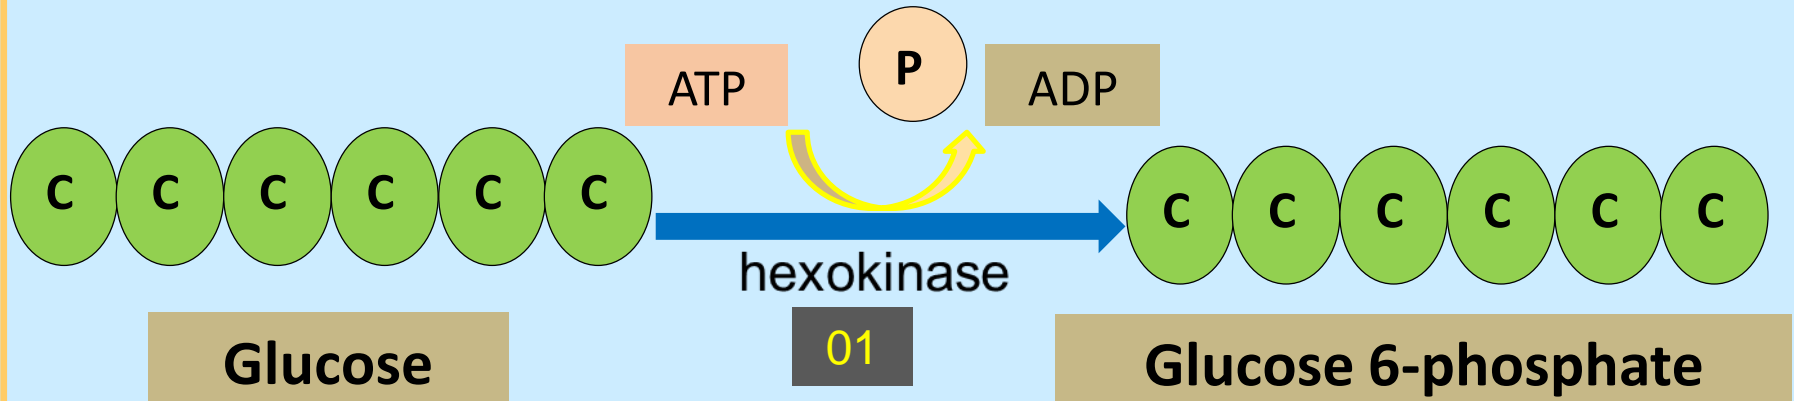 ATP P ADP
C C C C C C
C C C C C C
hexokinase
01
Glucose
Glucose 6-phosphate